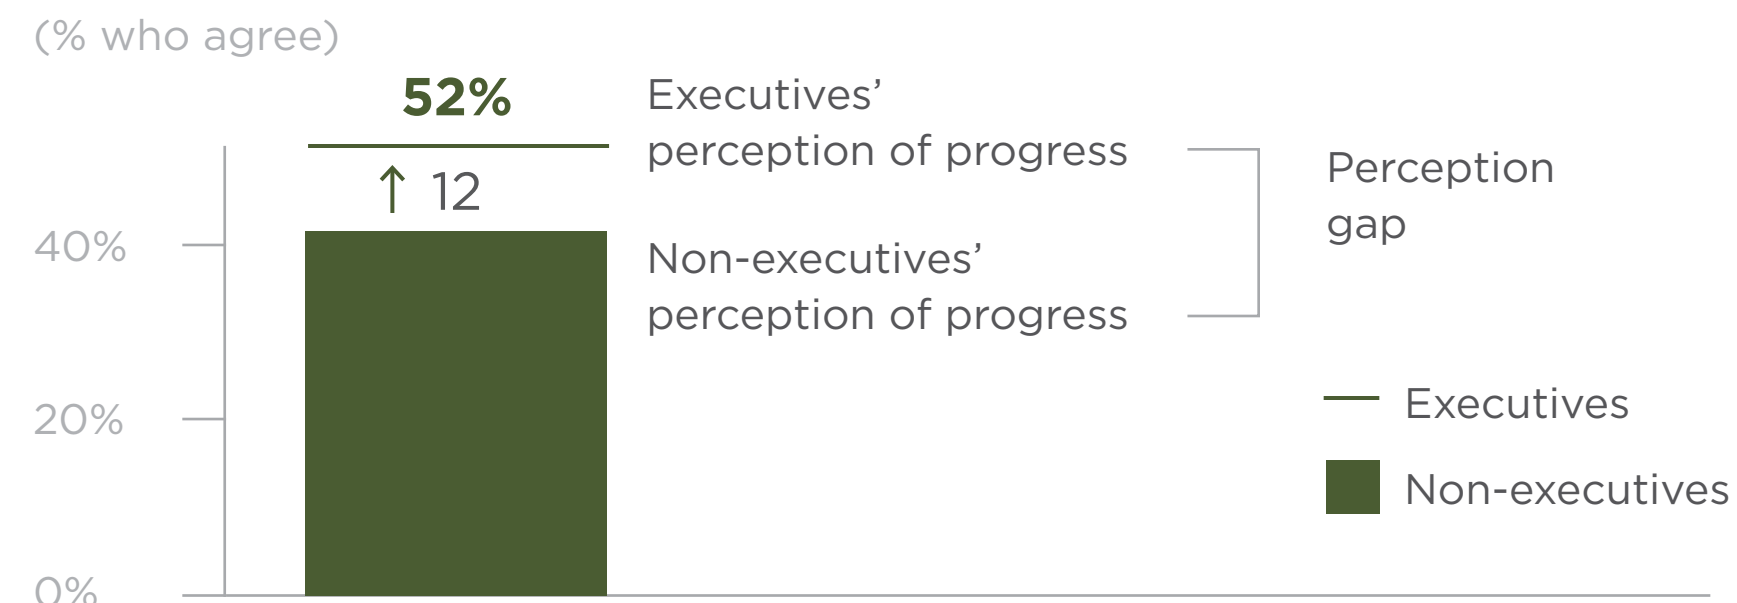 (% who agree)
52%
Executives’
perception of progress
↑ 12
Perception
gap
40%
Non-executives’
perception of progress
Executives
20%
Non-executives
0%